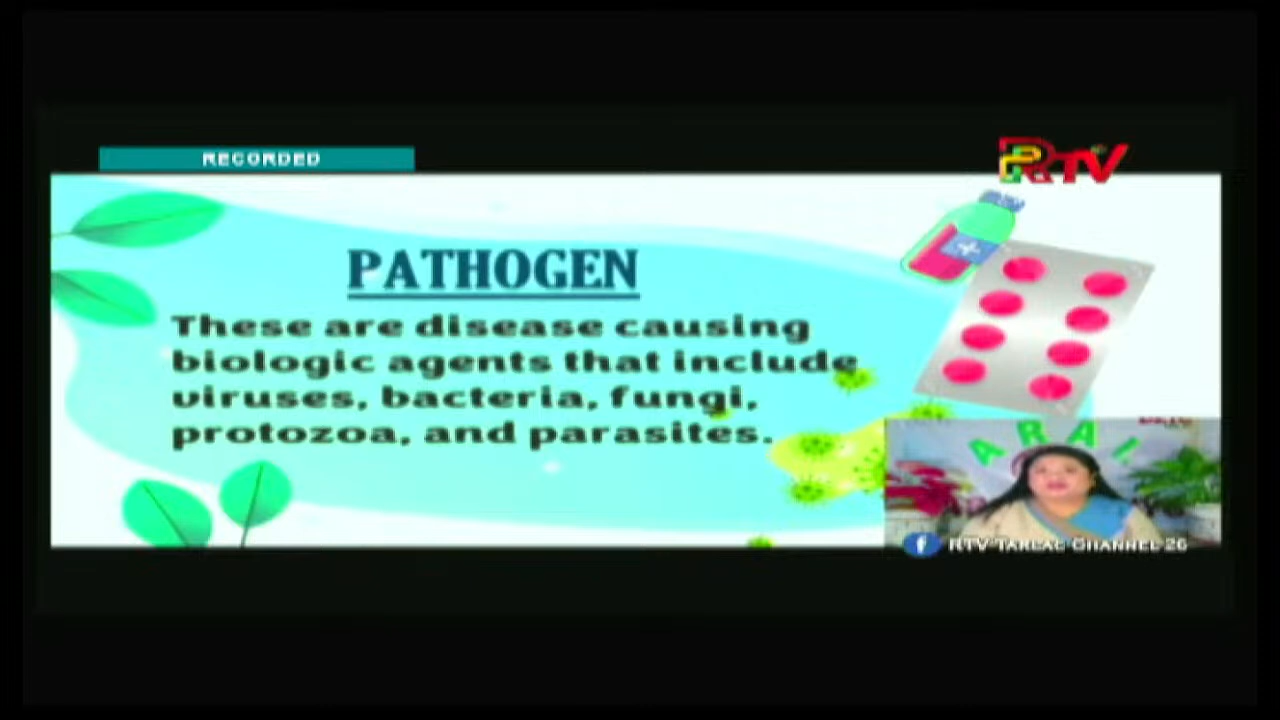 RECORDED
RTV
PATHOGEN
These are disease causing
biologic agents that include
viruses, bacteria, fungi,
protozoa, and parasites.
ARAL
f RTV TARLAC CHANNEL 26